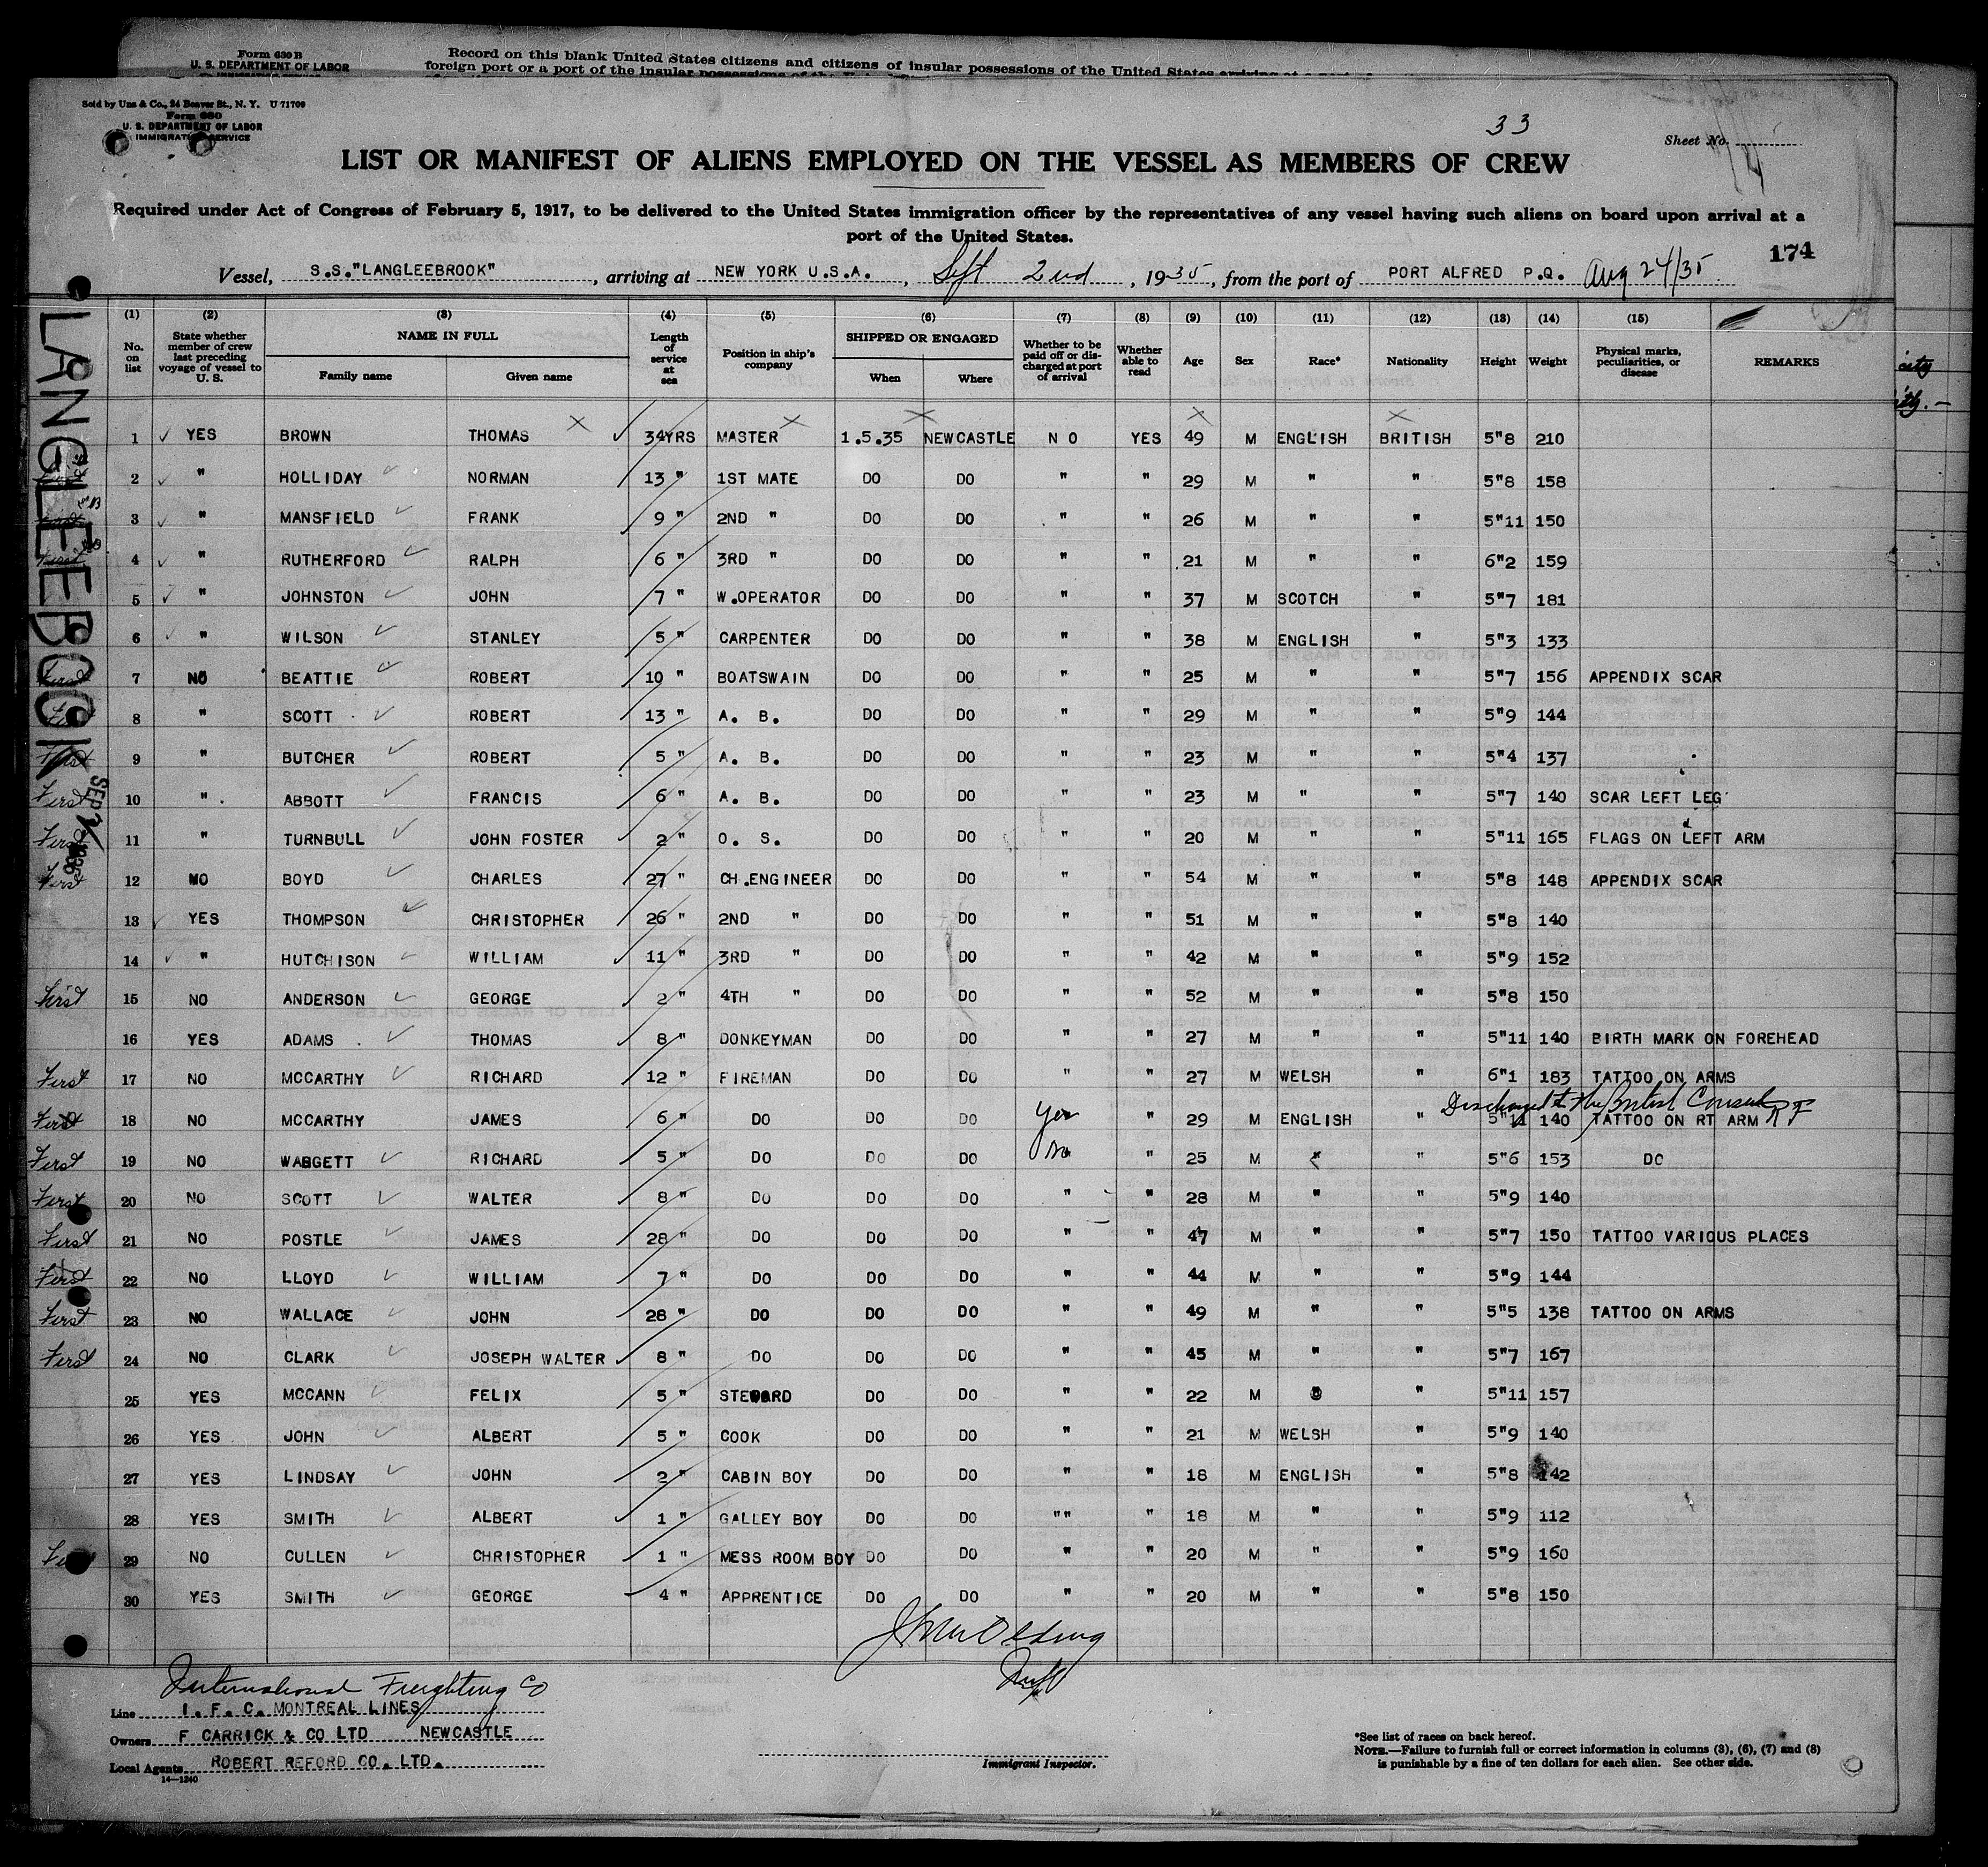 Form 630 B
U. S. DEPARTMENT OF LABOR
Record on this blank United States citizens and citizens of insular possessions of the United States arriving at a
foreign port or a port of the insular possessions of the
Sold by Unz & Co., 24 Beaver St., N. Y. U 71709
Form 680
U. S. DEPARTMENT OF LABOR
IMMIGRATION SERVICE
33
Sheet No.
LIST OR MANIFEST OF ALIENS EMPLOYED ON THE VESSEL AS MEMBERS OF CREW
Required under Act of Congress of February 5, 1917, to be delivered to the United States immigration officer by the representatives of any vessel having such aliens on board upon arrival at a
port of the United States.
174
Vessel, S.S."LANGLEEBROOK", arriving at NEW YORK U.S.A., Sept 2nd, 1935, from the port of PORT ALFRED P.Q. Aug 24/35
(1) (2) (3) (4) (5) (6) (7) (8) (9) (10) (11) (12) (13) (14) (15)
No. on list | State whether member of crew last preceding voyage of vessel to U. S. | NAME IN FULL Family name Given name | Length of service at sea | Position in ship's company | SHIPPED OR ENGAGED When Where | Whether to be paid off or discharged at port of arrival | Whether able to read | Age | Sex | Race* | Nationality | Height | Weight | Physical marks, peculiarities, or disease | REMARKS
1 YES BROWN THOMAS 34YRS MASTER 1.5.35 NEWCASTLE NO YES 49 M ENGLISH BRITISH 5"8 210
2 " HOLLIDAY NORMAN 13 " 1ST MATE DO DO " " 29 M " " 5"8 158
3 " MANSFIELD FRANK 9 " 2ND " DO DO " " 26 M " " 5"11 150
4 " RUTHERFORD RALPH 6 " 3RD " DO DO " " 21 M " " 6"2 159
5 " JOHNSTON JOHN 7 " W.OPERATOR DO DO " " 37 M SCOTCH " 5"7 181
6 " WILSON STANLEY 5 " CARPENTER DO DO " " 38 M ENGLISH " 5"3 133
First 7 NO BEATTIE ROBERT 10 " BOATSWAIN DO DO " " 25 M " " 5"7 156 APPENDIX SCAR
First 8 " SCOTT ROBERT 13 " A. B. DO DO " " 29 M " " 5"9 144
First 9 " BUTCHER ROBERT 5 " A. B. DO DO " " 23 M " " 5"4 137
First 10 " ABBOTT FRANCIS 6 " A. B. DO DO " " 23 M " " 5"7 140 SCAR LEFT LEG
First 11 " TURNBULL JOHN FOSTER 2 " O. S. DO DO " " 20 M " " 5"11 165 FLAGS ON LEFT ARM
First 12 NO BOYD CHARLES 27 " CH.ENGINEER DO DO " " 54 M " " 5"8 148 APPENDIX SCAR
13 YES THOMPSON CHRISTOPHER 26 " 2ND " DO DO " " 51 M " " 5"8 140
14 " HUTCHISON WILLIAM 11 " 3RD " DO DO " " 42 M " " 5"9 152
First 15 NO ANDERSON GEORGE 2 " 4TH " DO DO " " 52 M " " 5"8 150
16 YES ADAMS THOMAS 8 " DONKEYMAN DO DO " " 27 M " " 5"11 140 BIRTH MARK ON FOREHEAD
First 17 NO MCCARTHY RICHARD 12 " FIREMAN DO DO " " 27 M WELSH " 6"1 183 TATTOO ON ARMS
Discharged to the British Consul RF
First 18 NO MCCARTHY JAMES 6 " DO DO DO Yes " 29 M ENGLISH " 5"11 140 TATTOO ON RT ARM
First 19 NO WABGETT RICHARD 5 " DO DO DO No " 25 M " " 5"6 153 DO
First 20 NO SCOTT WALTER 8 " DO DO DO " " 28 M " " 5"9 140
First 21 NO POSTLE JAMES 28 " DO DO DO " " 47 M " " 5"7 150 TATTOO VARIOUS PLACES
First 22 NO LLOYD WILLIAM 7 " DO DO DO " " 44 M " " 5"9 144
First 23 NO WALLACE JOHN 28 " DO DO DO " " 49 M " " 5"5 138 TATTOO ON ARMS
First 24 NO CLARK JOSEPH WALTER 8 " DO DO DO " " 45 M " " 5"7 167
25 YES MCCANN FELIX 5 " STEWARD DO DO " " 22 M " " 5"11 157
26 YES JOHN ALBERT 5 " COOK DO DO " " 21 M WELSH " 5"9 140
27 YES LINDSAY JOHN 2 " CABIN BOY DO DO " " 18 M ENGLISH " 5"8 142
28 YES SMITH ALBERT 1 " GALLEY BOY DO DO "" " 18 M " " 5"9 112
First 29 NO CULLEN CHRISTOPHER 1 " MESS ROOM BOY DO DO " " 20 M " " 5"9 160
30 YES SMITH GEORGE 4 " APPRENTICE DO DO " " 20 M " " 5"8 150
International Freighting Co
Line I. F. C. MONTREAL LINES
Owners F CARRICK & CO LTD NEWCASTLE
Local Agents ROBERT REFORD CO. LTD.
14—1240
Immigrant Inspector.
*See list of races on back hereof.
NOTE.—Failure to furnish full or correct information in columns (3), (6), (7) and (8)
is punishable by a fine of ten dollars for each alien. See other side.